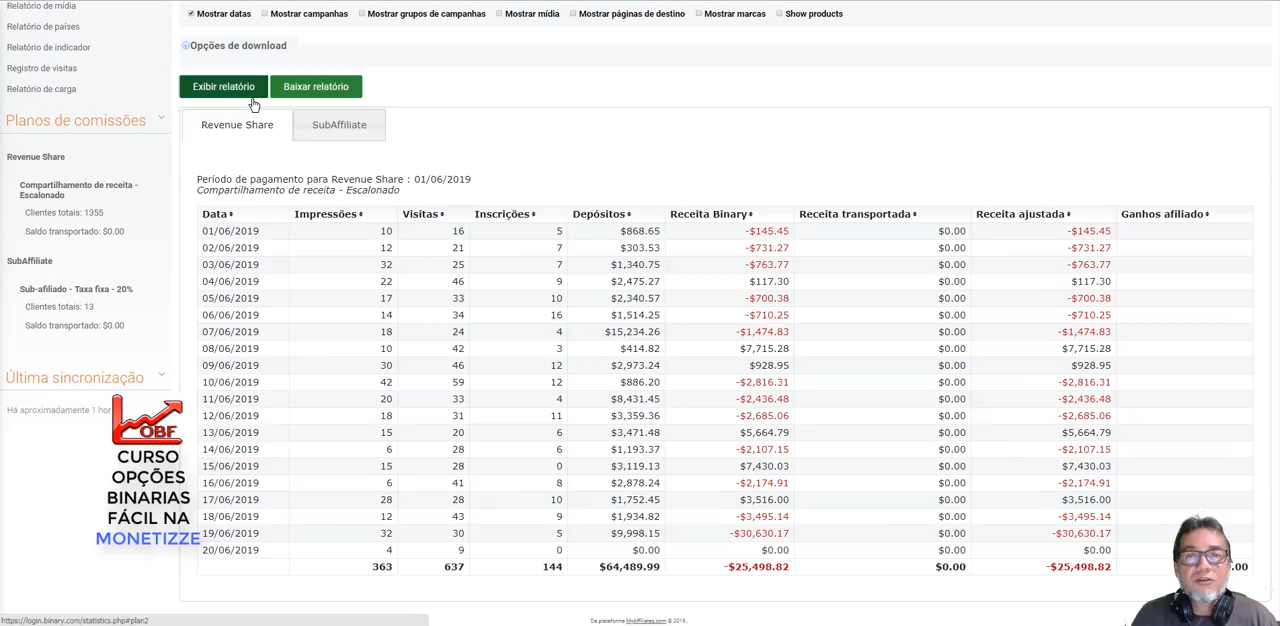 Relatório de mídia
Relatório de países
Relatório de indicador
Registro de visitas
Relatório de carga
Planos de comissões
Revenue Share
Compartilhamento de receita -
Escalonado
Clientes totais: 1355
Saldo transportado: $0.00
SubAffiliate
Sub-afiliado - Taxa fixa - 20%
Clientes totais: 13
Saldo transportado: $0.00
Última sincronização
Há aproximadamente 1 hor
OBF
CURSO
OPÇÕES
BINARIAS
FÁCIL NA
MONETIZZE
Mostrar datas Mostrar campanhas Mostrar grupos de campanhas Mostrar mídia Mostrar páginas de destino Mostrar marcas Show products
Opções de download
Exibir relatório Baixar relatório
Revenue Share SubAffiliate
Período de pagamento para Revenue Share : 01/06/2019
Compartilhamento de receita - Escalonado
Data Impressões Visitas Inscrições Depósitos Receita Binary Receita transportada Receita ajustada Ganhos afiliado
01/06/2019 10 16 5 $868.65 -$145.45 $0.00 -$145.45
02/06/2019 12 21 7 $303.53 -$731.27 $0.00 -$731.27
03/06/2019 32 25 7 $1,340.75 -$763.77 $0.00 -$763.77
04/06/2019 22 46 9 $2,475.27 $117.30 $0.00 $117.30
05/06/2019 17 33 10 $2,340.57 -$700.38 $0.00 -$700.38
06/06/2019 14 34 16 $1,514.25 -$710.25 $0.00 -$710.25
07/06/2019 18 24 4 $15,234.26 -$1,474.83 $0.00 -$1,474.83
08/06/2019 10 42 3 $414.82 $7,715.28 $0.00 $7,715.28
09/06/2019 30 46 12 $2,973.24 $928.95 $0.00 $928.95
10/06/2019 42 59 12 $886.20 -$2,816.31 $0.00 -$2,816.31
11/06/2019 20 33 4 $8,431.45 -$2,436.48 $0.00 -$2,436.48
12/06/2019 18 31 11 $3,359.36 -$2,685.06 $0.00 -$2,685.06
13/06/2019 15 20 6 $3,471.48 $5,664.79 $0.00 $5,664.79
14/06/2019 6 28 6 $1,193.37 -$2,107.15 $0.00 -$2,107.15
15/06/2019 15 28 0 $3,119.13 $7,430.03 $0.00 $7,430.03
16/06/2019 6 41 8 $2,878.24 -$2,174.91 $0.00 -$2,174.91
17/06/2019 28 28 10 $1,752.45 $3,516.00 $0.00 $3,516.00
18/06/2019 12 43 9 $1,934.82 -$3,495.14 $0.00 -$3,495.14
19/06/2019 32 30 5 $9,998.15 -$30,630.17 $0.00 -$30,630.17
20/06/2019 4 9 0 $0.00 $0.00 $0.00 $0.00
363 637 144 $64,489.99 -$25,498.82 $0.00 -$25,498.82 .00
https://login.binary.com/statistics.php#plan2
Da plataforma MyAffiliates.com © 2019 .